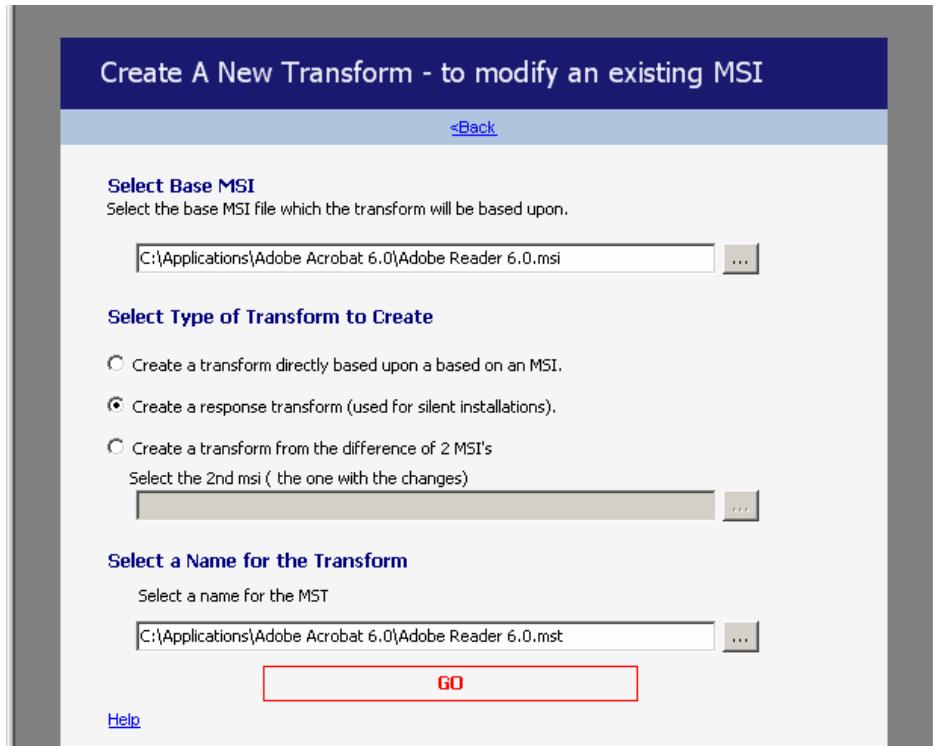 Create A New Transform - to modify an existing MSI
<Back
Select Base MSI
Select the base MSI file which the transform will be based upon.
C:\Applications\Adobe Acrobat 6.0\Adobe Reader 6.0.msi
...
Select Type of Transform to Create
Create a transform directly based upon a based on an MSI.
Create a response transform (used for silent installations).
Create a transform from the difference of 2 MSI's
Select the 2nd msi ( the one with the changes)
...
Select a Name for the Transform
Select a name for the MST
C:\Applications\Adobe Acrobat 6.0\Adobe Reader 6.0.mst
...
GO
Help